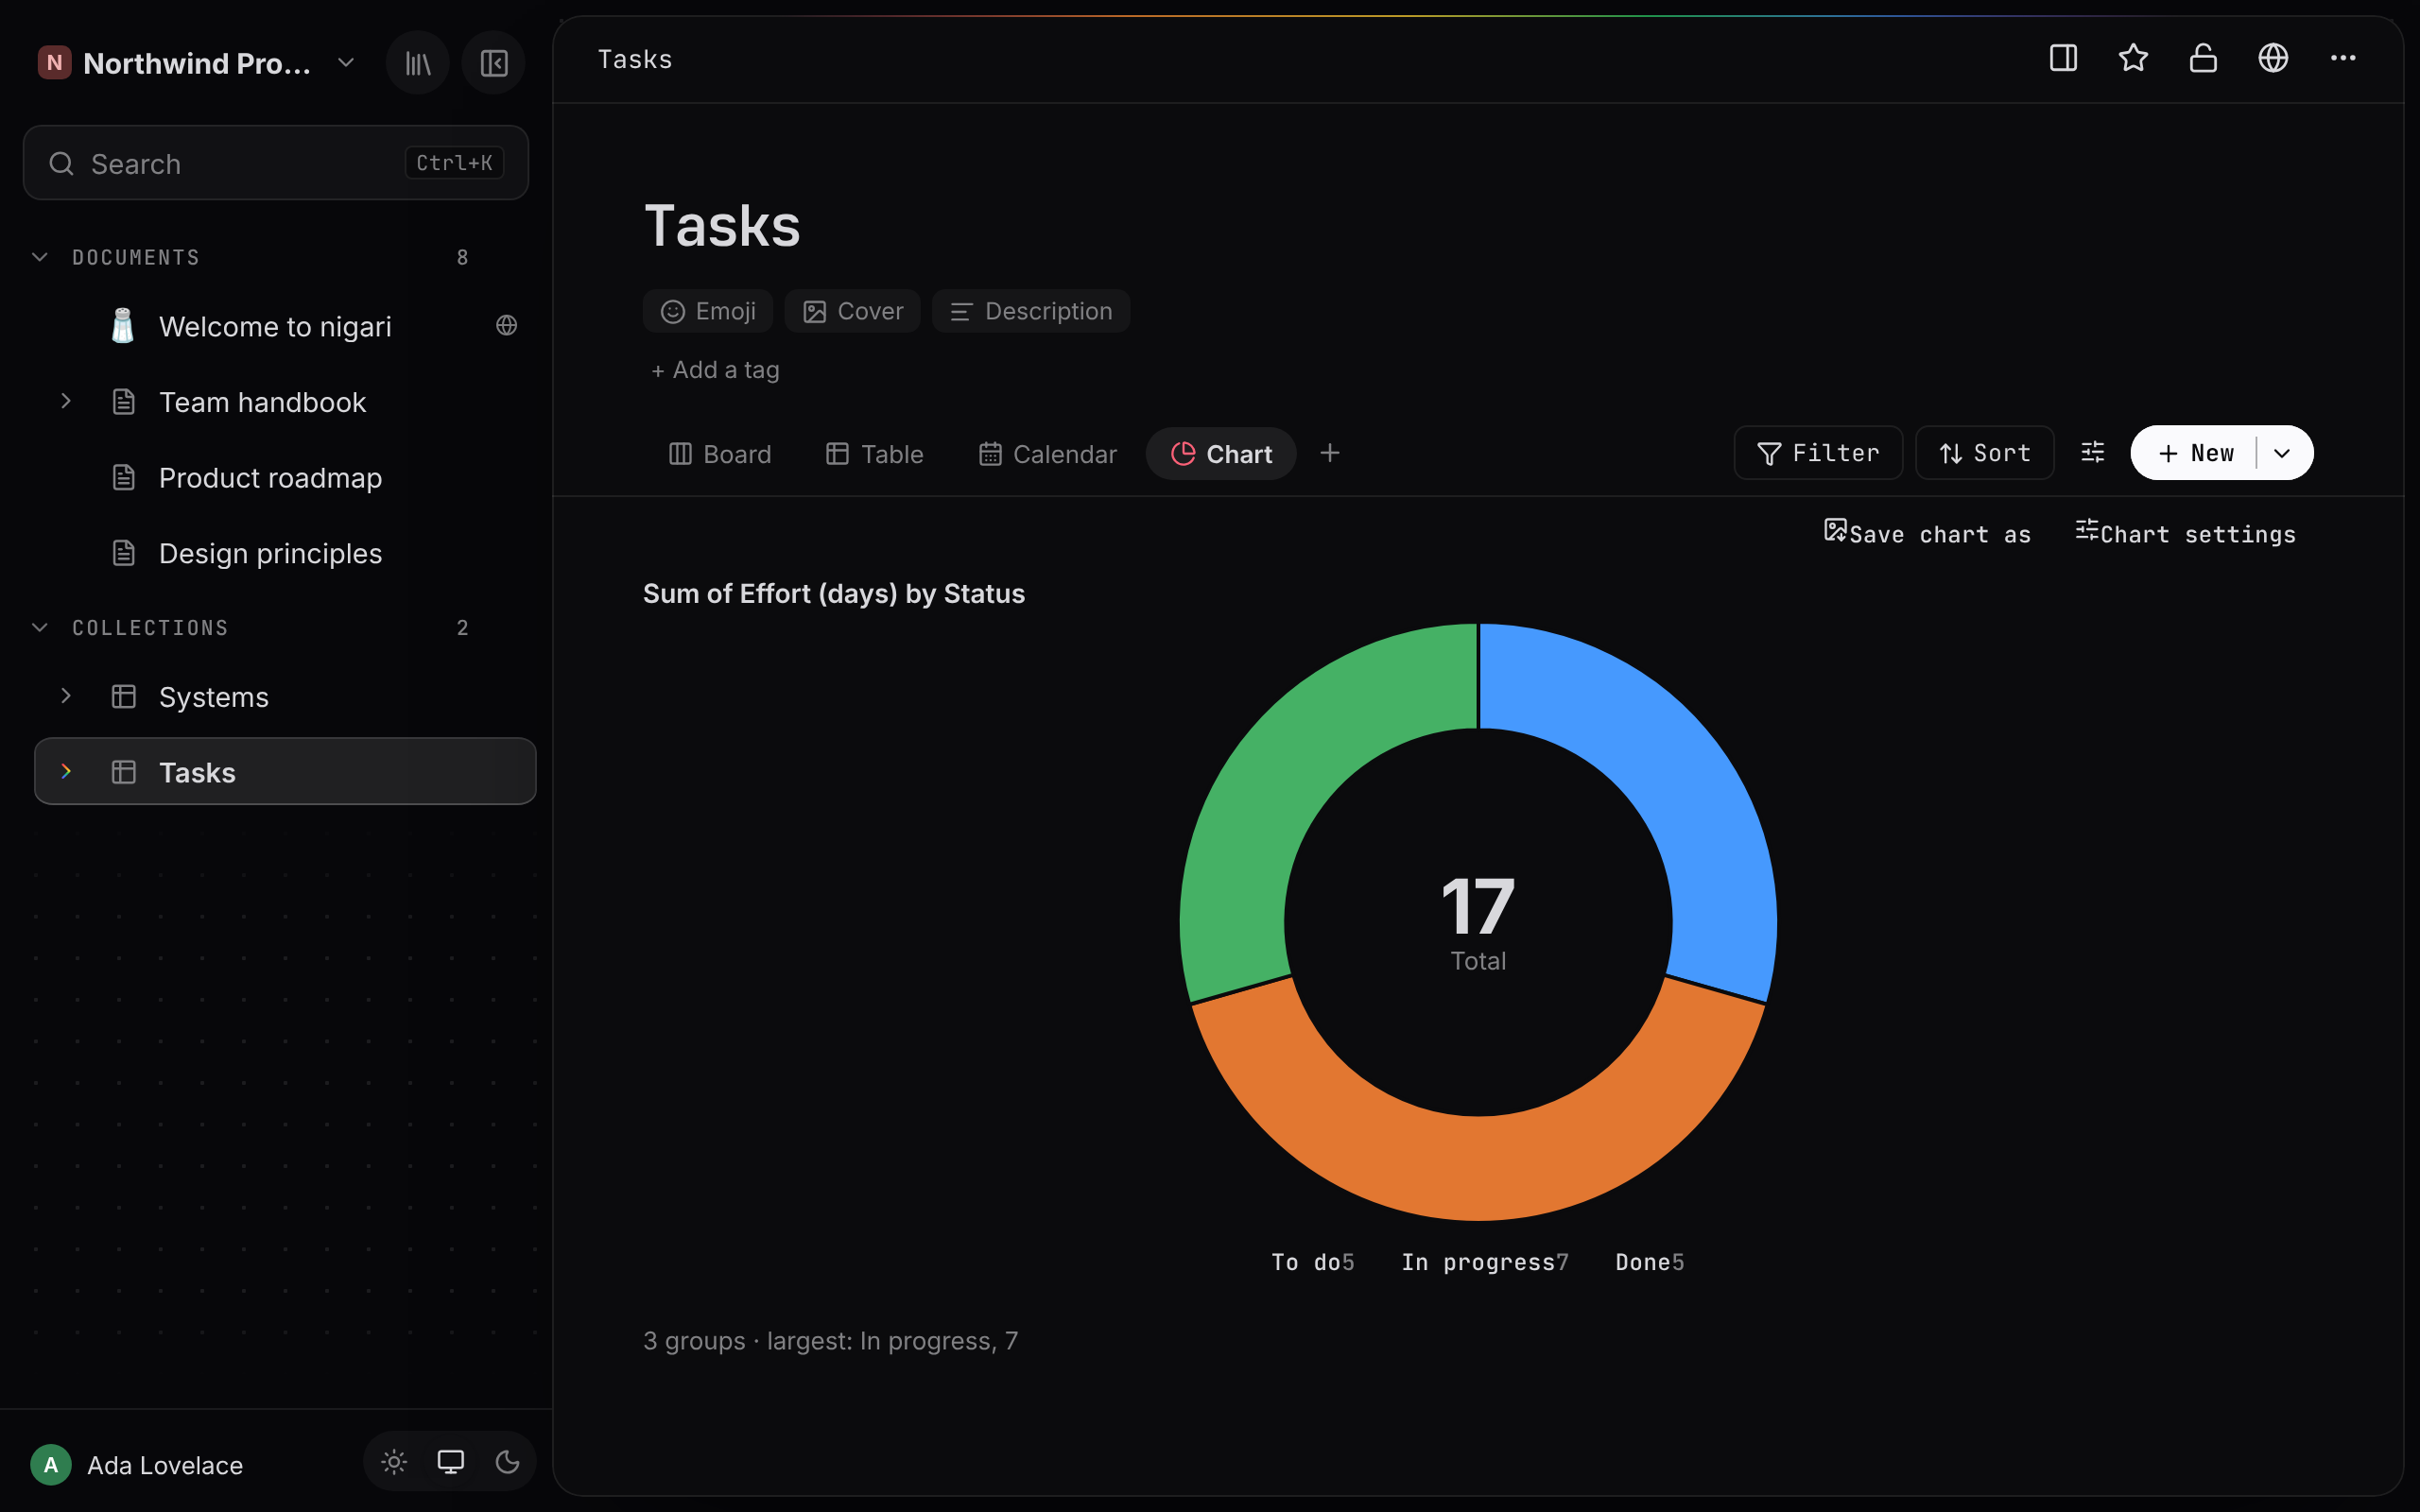 N Northwind Pro...
Search Ctrl+K
DOCUMENTS 8
Welcome to nigari
Team handbook
Product roadmap
Design principles
COLLECTIONS 2
Systems
Tasks
A Ada Lovelace
Tasks
Tasks
Emoji Cover Description
+ Add a tag
Board Table Calendar Chart + Filter Sort + New
Save chart as Chart settings
Sum of Effort (days) by Status
17
Total
To do5 In progress7 Done5
3 groups · largest: In progress, 7